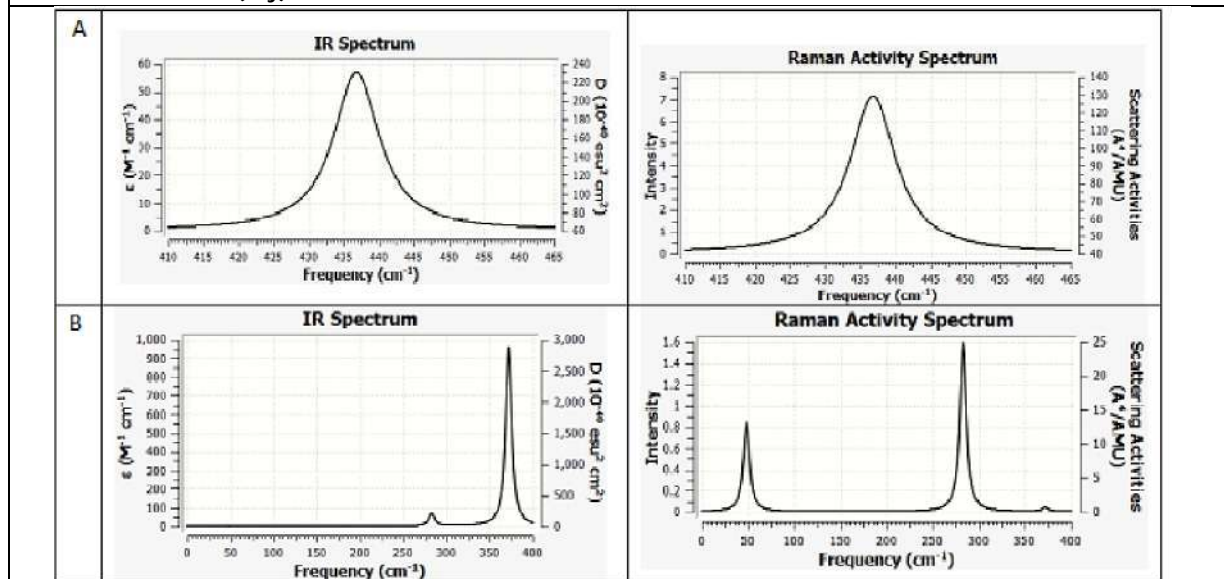 A
IR Spectrum
ε (M⁻¹ cm⁻¹)
60
50
40
30
20
10
0
240
220
200
180
160
140
120
100
80
60
D (10⁻⁴⁰ esu² cm²)
410 415 420 425 430 435 440 445 450 455 460 465
Frequency (cm⁻¹)
Raman Activity Spectrum
Intensity
8
7
6
5
4
3
2
1
0
140
130
120
110
100
90
80
70
60
50
40
Scattering Activities
(A⁴/AMU)
410 415 420 425 430 435 440 445 450 455 460 465
Frequency (cm⁻¹)
B
IR Spectrum
ε (M⁻¹ cm⁻¹)
1,000
900
800
700
600
500
400
300
200
100
0
3,000
2,500
2,000
1,500
1,000
500
0
D (10⁻⁴⁰ esu² cm²)
0 50 100 150 200 250 300 350 400
Frequency (cm⁻¹)
Raman Activity Spectrum
Intensity
1.6
1.4
1.2
1
0.8
0.6
0.4
0.2
0
25
20
15
10
5
0
Scattering Activities
(A⁴/AMU)
0 50 100 150 200 250 300 350 400
Frequency (cm⁻¹)